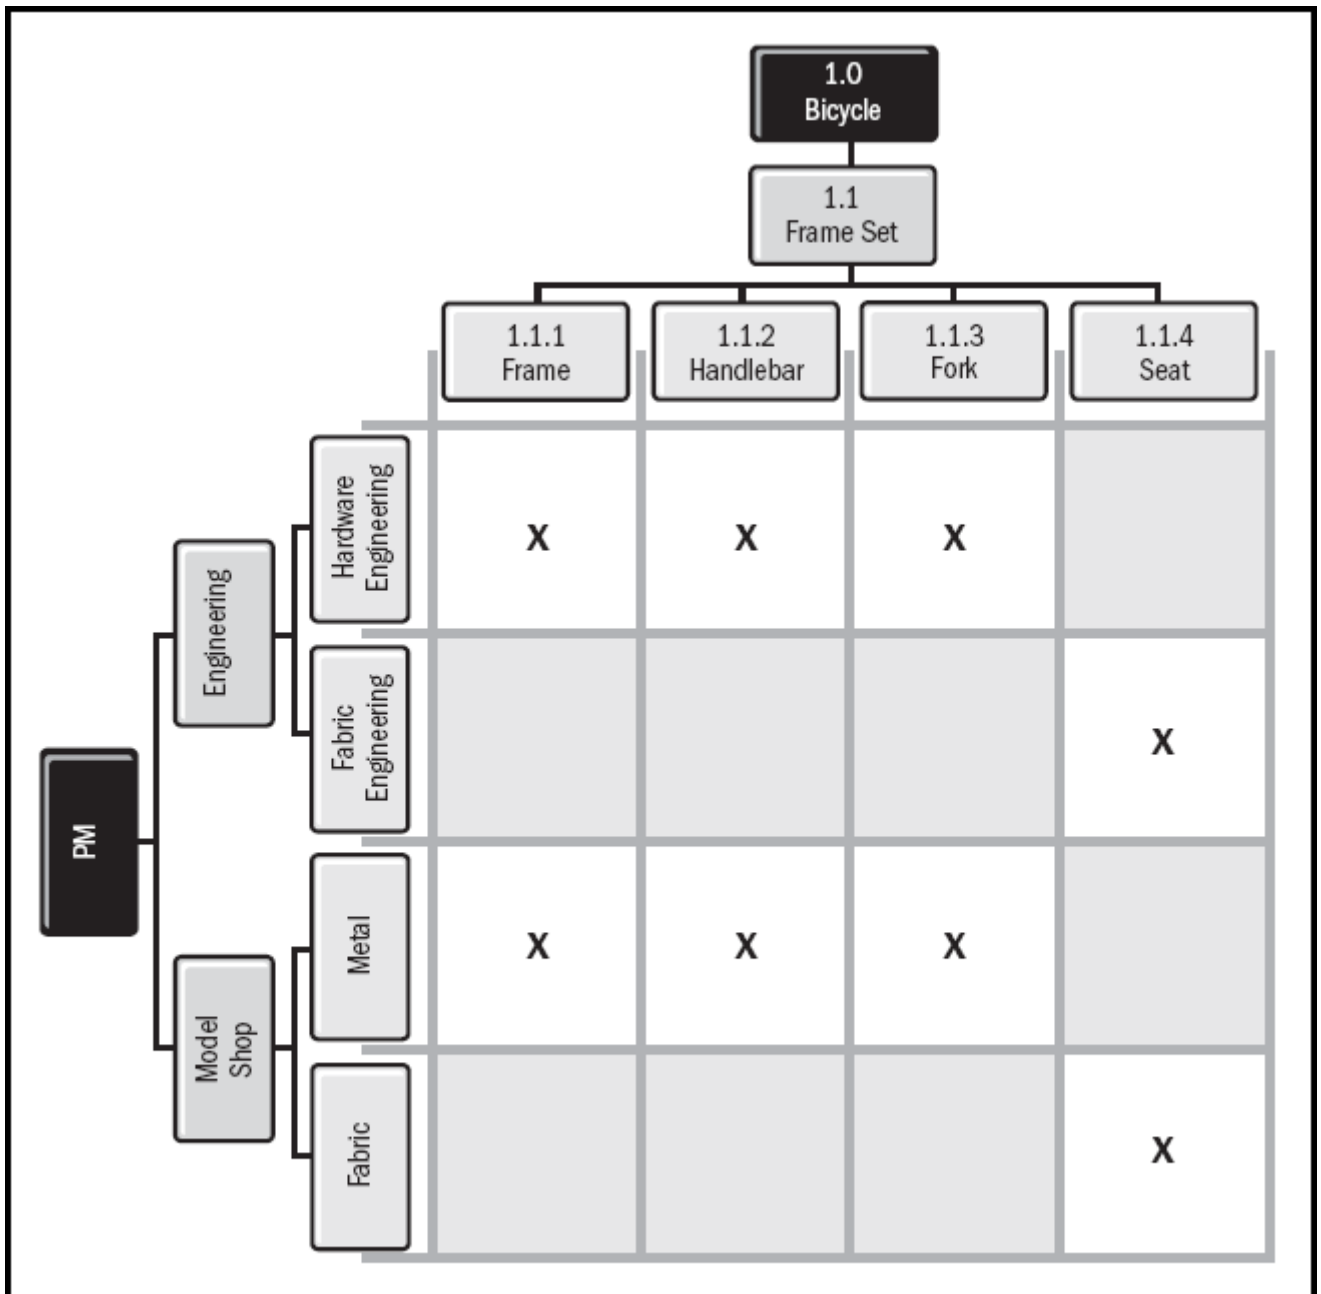 1.0
Bicycle
1.1
Frame Set
1.1.1
Frame
1.1.2
Handlebar
1.1.3
Fork
1.1.4
Seat
PM
Engineering
Hardware
Engineering
X
X
X
Fabric
Engineering
X
Model
Shop
Metal
X
X
X
Fabric
X